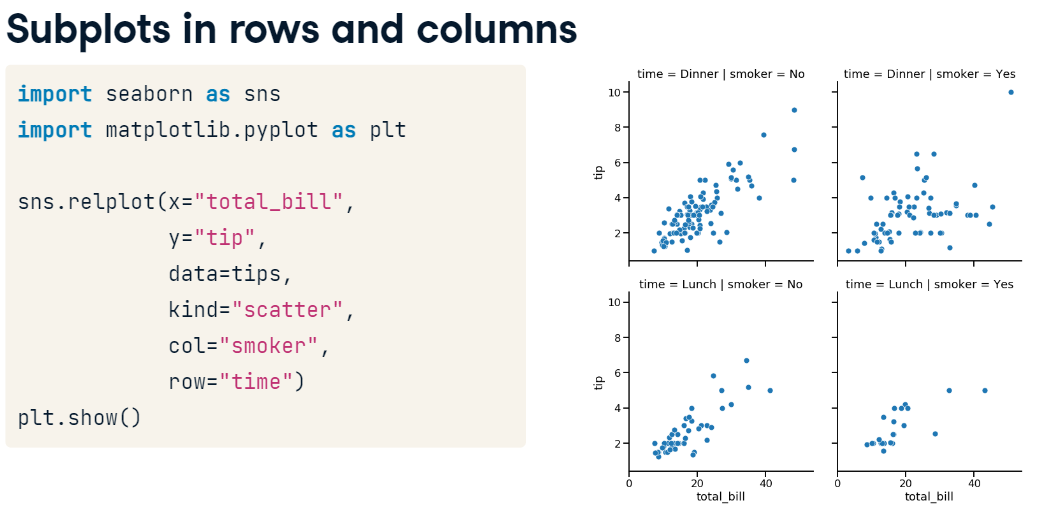 Subplots in rows and columns
import seaborn as sns
import matplotlib.pyplot as plt
sns.relplot(x="total_bill",
y="tip",
data=tips,
kind="scatter",
col="smoker",
row="time")
plt.show()
time = Dinner | smoker = No
time = Dinner | smoker = Yes
10
8
6
4
2
tip
time = Lunch | smoker = No
time = Lunch | smoker = Yes
10
8
6
4
2
tip
0 20 40
0 20 40
total_bill
total_bill